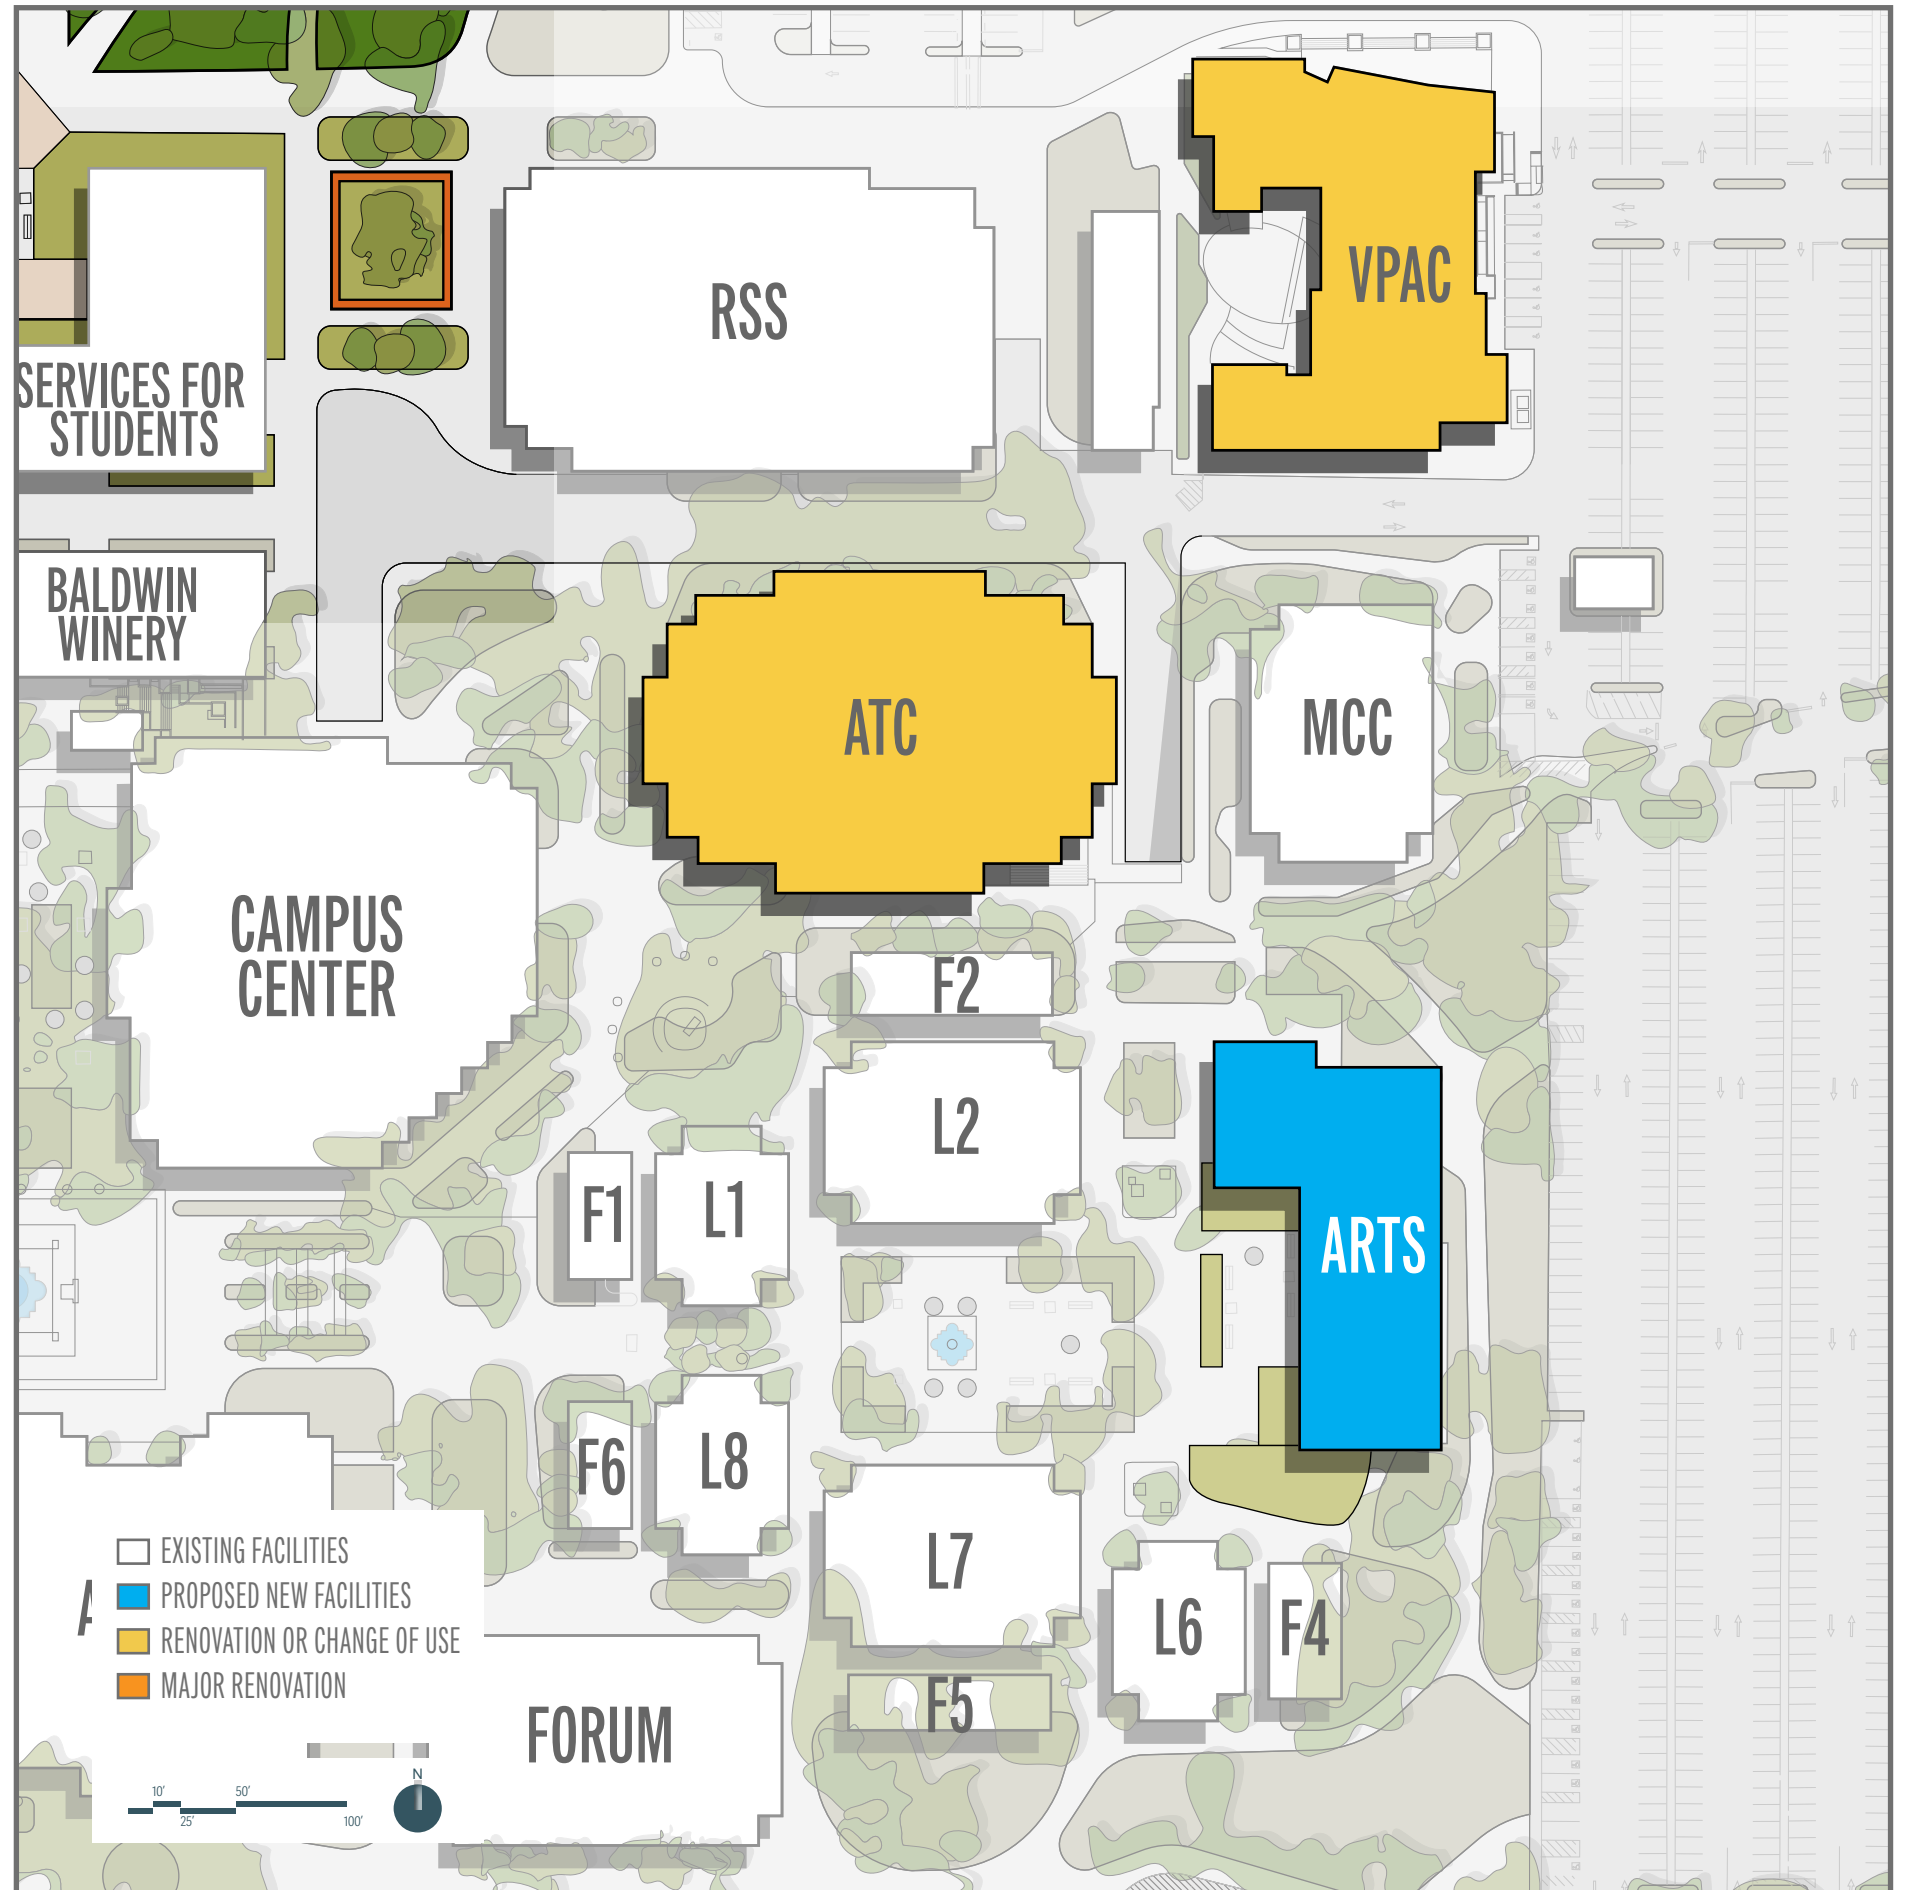 VPAC
RSS
SERVICES FOR
STUDENTS
BALDWIN
WINERY
ATC
MCC
CAMPUS
CENTER
F2
L2
F1
L1
ARTS
F6
L8
L7
L6
F4
F5
FORUM
EXISTING FACILITIES
PROPOSED NEW FACILITIES
RENOVATION OR CHANGE OF USE
MAJOR RENOVATION
N
10'
50'
25'
100'